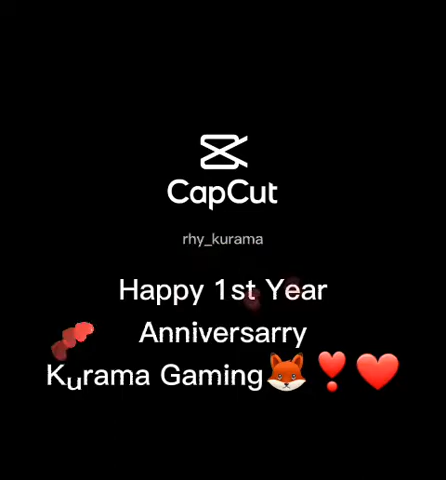 CapCut
rhy_kurama
Happy 1st Year
Anniversarry
Kurama Gaming🦊❣️❤️